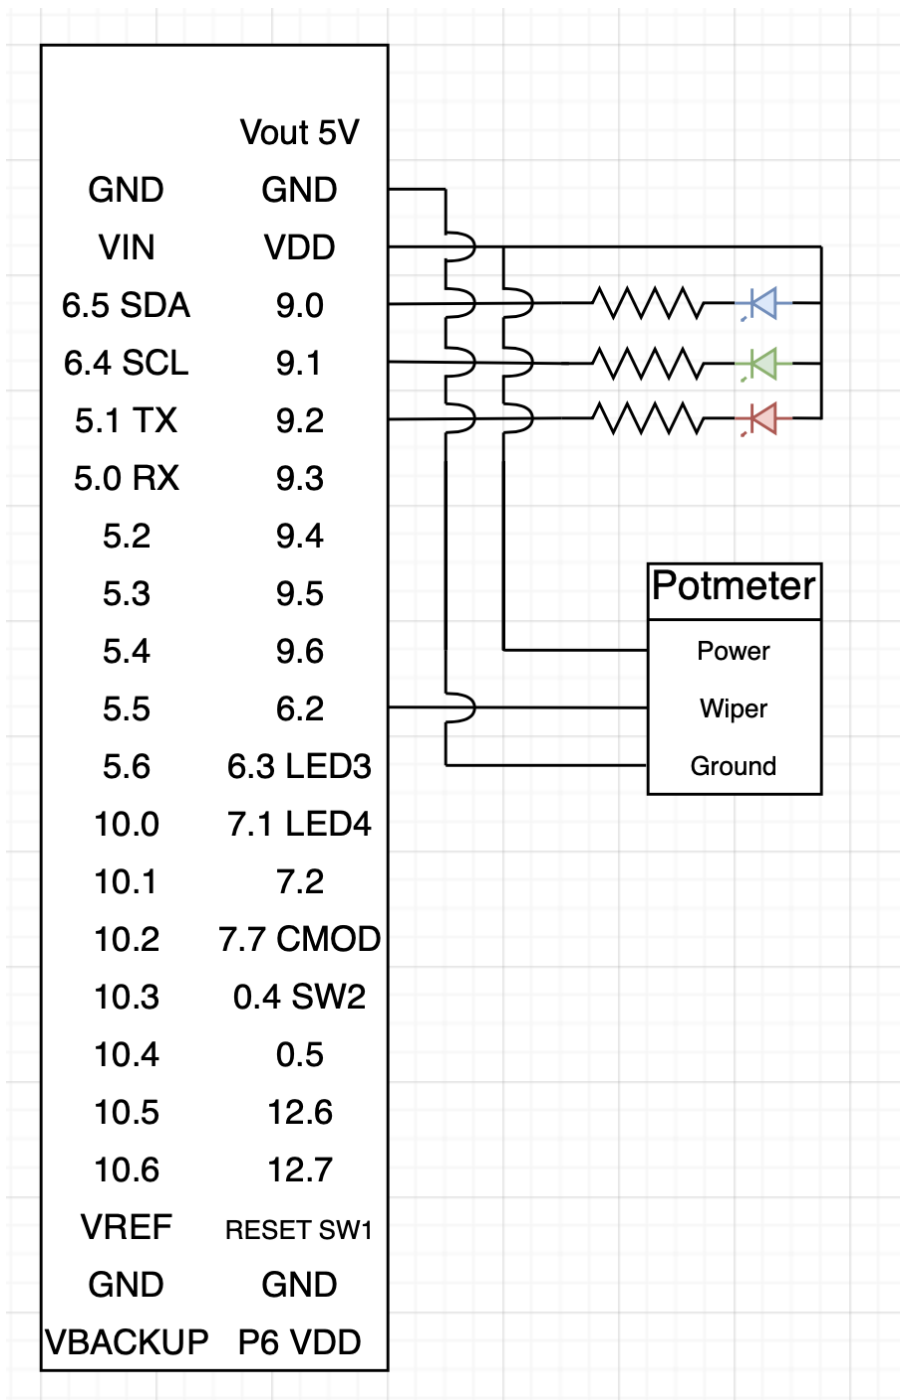 Vout 5V
GND GND
VIN VDD
6.5 SDA 9.0
6.4 SCL 9.1
5.1 TX 9.2
5.0 RX 9.3
5.2 9.4
5.3 9.5
5.4 9.6
5.5 6.2
5.6 6.3 LED3
10.0 7.1 LED4
10.1 7.2
10.2 7.7 CMOD
10.3 0.4 SW2
10.4 0.5
10.5 12.6
10.6 12.7
VREF RESET SW1
GND GND
VBACKUP P6 VDD
Potmeter
Power
Wiper
Ground